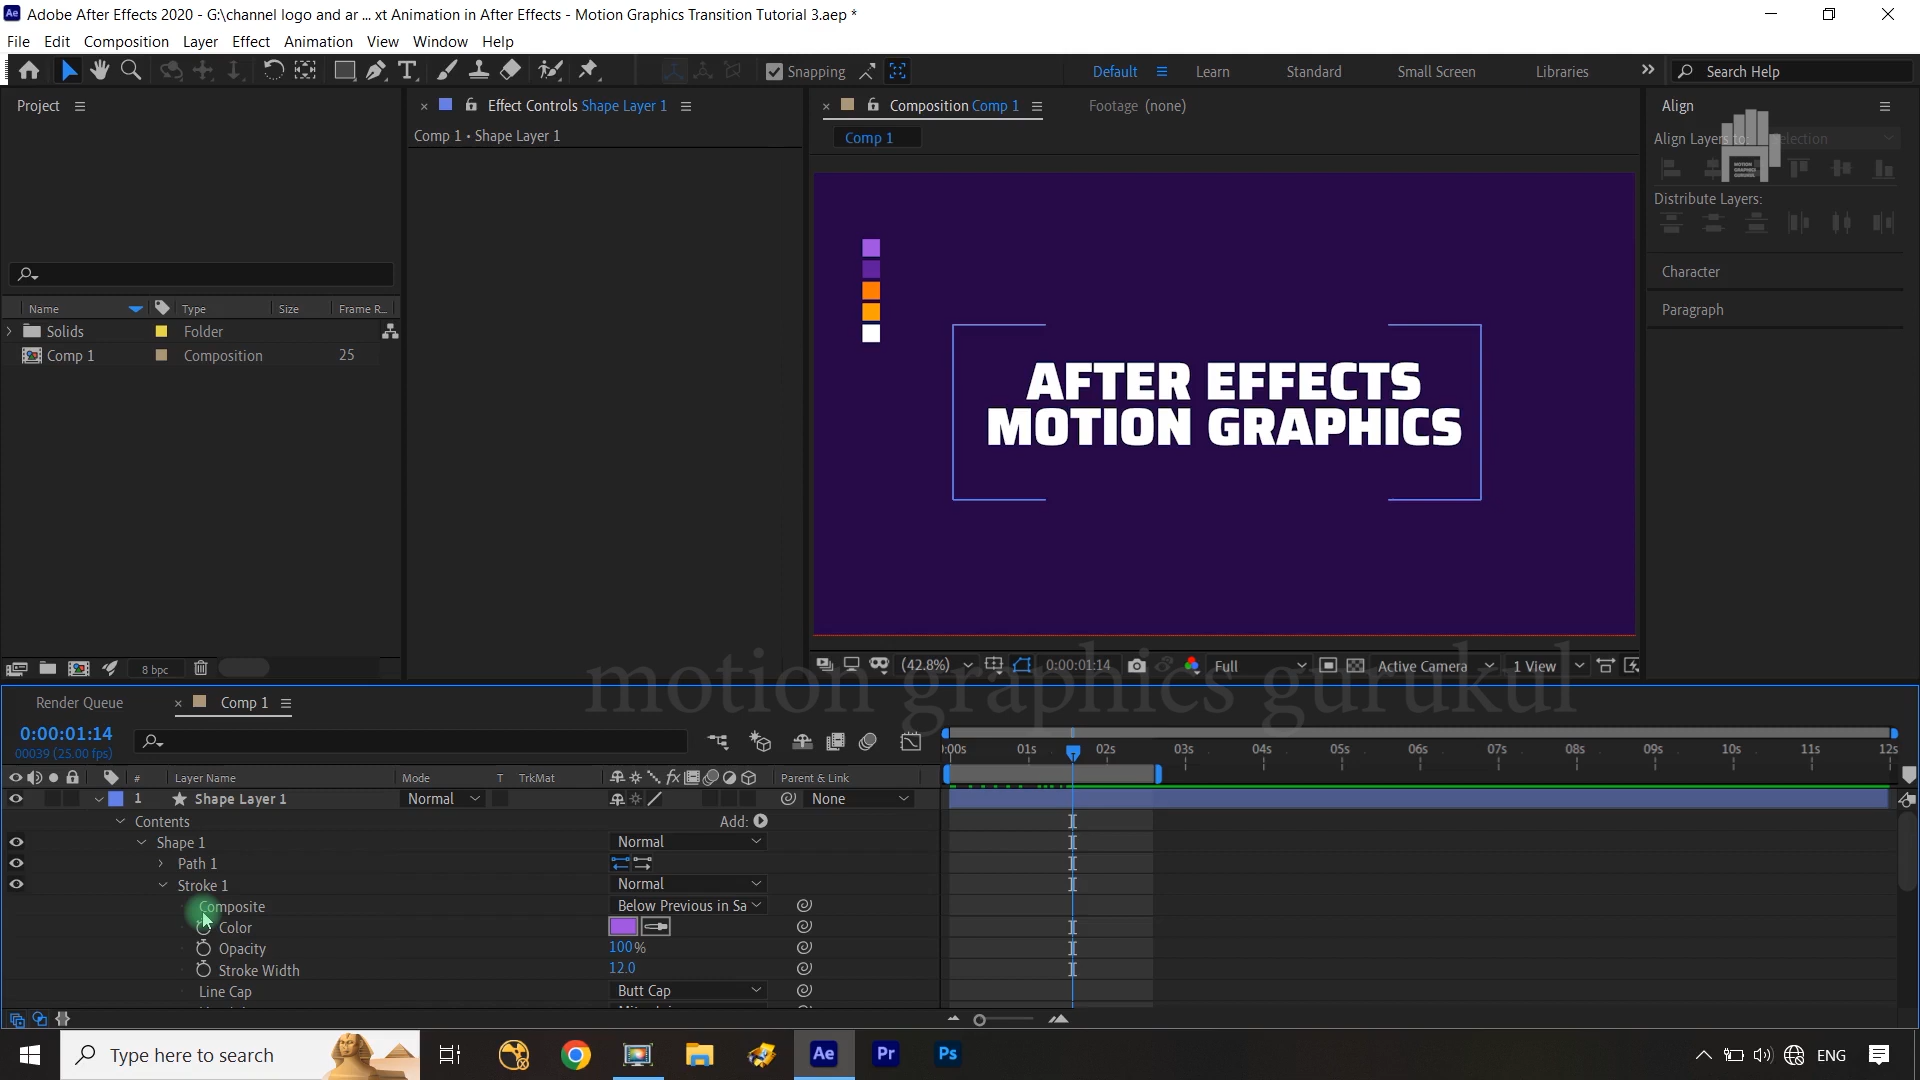 Adobe After Effects 2020 - G:\channel logo and ar ... xt Animation in After Effects - Motion Graphics Transition Tutorial 3.aep *
File Edit Composition Layer Effect Animation View Window Help
Snapping
Default Learn Standard Small Screen Libraries Search Help
Project
Effect Controls Shape Layer 1
Composition Comp 1
Footage (none)
Align
Comp 1 • Shape Layer 1
Comp 1
Align Layers to: Selection
MOTION
GRAPHICS
GURUKUL
Distribute Layers:
Character
Paragraph
Name Type Size Frame R...
Solids Folder
Comp 1 Composition 25
AFTER EFFECTS
MOTION GRAPHICS
8 bpc
(42.8%) 0:00:01:14 Full Active Camera 1 View
motion graphics gurukul
Render Queue Comp 1
0:00:01:14
00039 (25.00 fps)
:00s 01s 02s 03s 04s 05s 06s 07s 08s 09s 10s 11s 12s
# Layer Name Mode T TrkMat Parent & Link
1 Shape Layer 1 Normal None
Contents Add:
Shape 1 Normal
Path 1
Stroke 1 Normal
Composite Below Previous in Sa
Color
Opacity 100%
Stroke Width 12.0
Line Cap Butt Cap
Type here to search
Ae Pr Ps
ENG